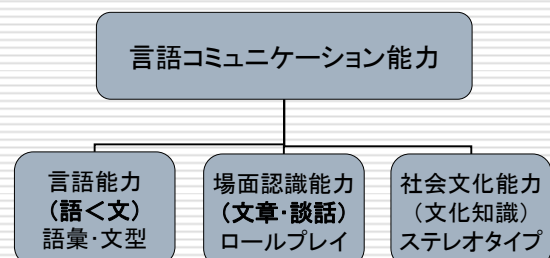 言語コミュニケーション能力
言語能力
(語＜文)
語彙・文型
場面認識能力
(文章・談話)
ロールプレイ
社会文化能力
（文化知識）
ステレオタイプ